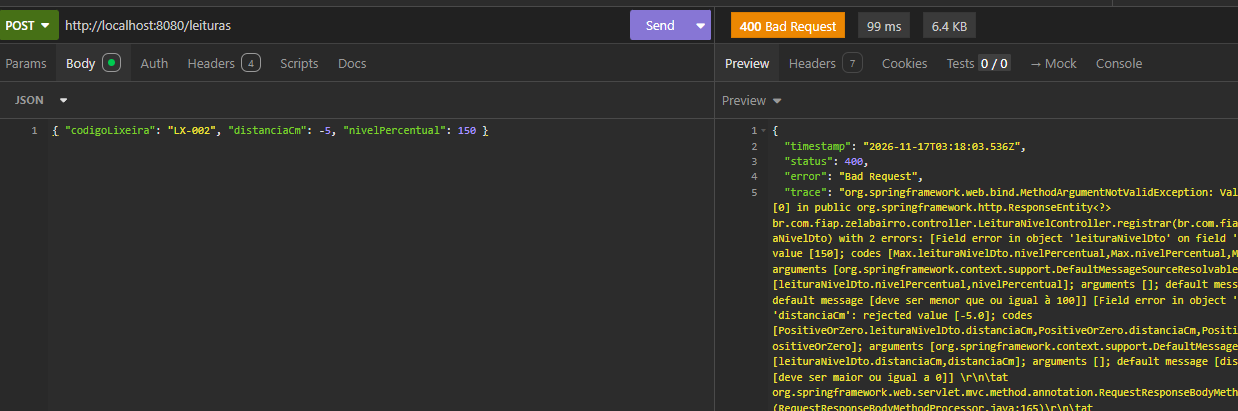 POST http://localhost:8080/leituras Send 400 Bad Request 99 ms 6.4 KB
Params Body Auth Headers 4 Scripts Docs Preview Headers 7 Cookies Tests 0 / 0 → Mock Console
JSON Preview
1 { "codigoLixeira": "LX-002", "distanciaCm": -5, "nivelPercentual": 150 }
1 {
2 "timestamp": "2026-11-17T03:18:03.536Z",
3 "status": 400,
4 "error": "Bad Request",
5 "trace": "org.springframework.web.bind.MethodArgumentNotValidException: Val
[0] in public org.springframework.http.ResponseEntity<?>
br.com.fiap.zelabairro.controller.LeituraNivelController.registrar(br.com.fia
aNivelDto) with 2 errors: [Field error in object 'leituraNivelDto' on field '
value [150]; codes [Max.leituraNivelDto.nivelPercentual,Max.nivelPercentual,M
arguments [org.springframework.context.support.DefaultMessageSourceResolvable
[leituraNivelDto.nivelPercentual,nivelPercentual]; arguments []; default mess
default message [deve ser menor que ou igual à 100]] [Field error in object '
'distanciaCm': rejected value [-5.0]; codes
[PositiveOrZero.leituraNivelDto.distanciaCm,PositiveOrZero.distanciaCm,Positi
ositiveOrZero]; arguments [org.springframework.context.support.DefaultMessage
[leituraNivelDto.distanciaCm,distanciaCm]; arguments []; default message [dis
[deve ser maior ou igual a 0]] \r\n\tat
org.springframework.web.servlet.mvc.method.annotation.RequestResponseBodyMeth
(RequestResponseBodyMethodProcessor.java:165)\r\n\tat